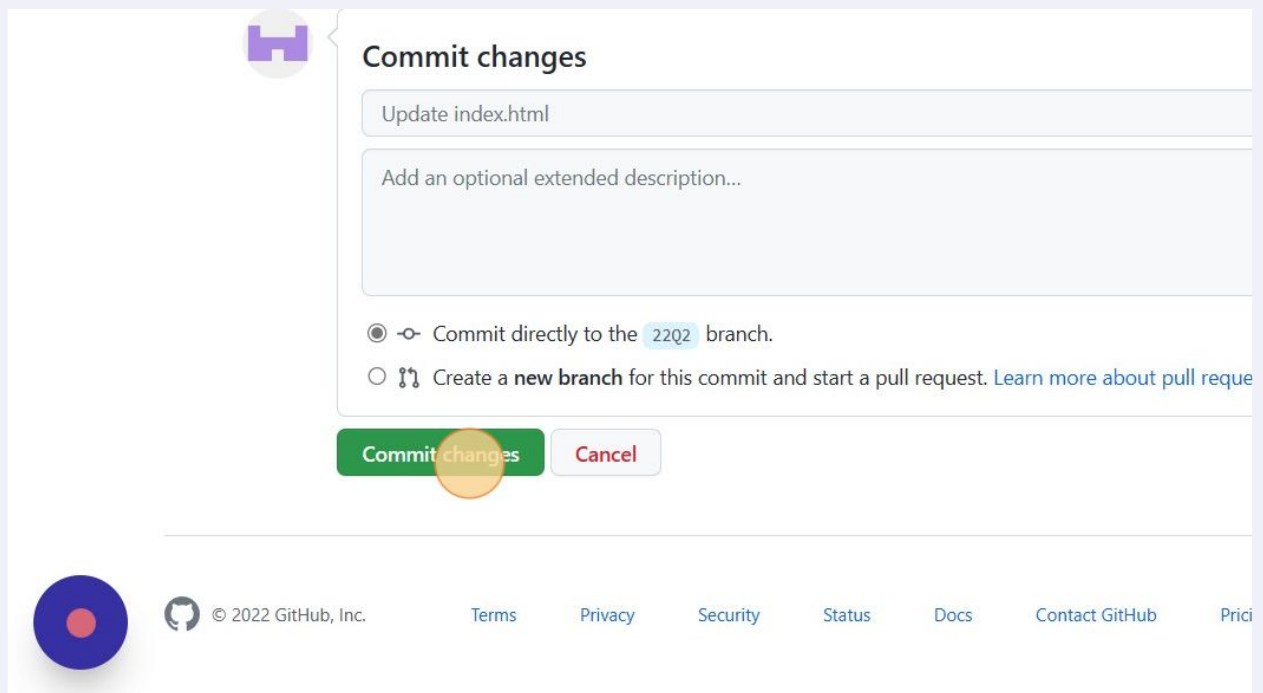 Commit changes
Update index.html
Add an optional extended description...
Commit directly to the 22Q2 branch.
Create a new branch for this commit and start a pull request. Learn more about pull reque
Commit changes Cancel
© 2022 GitHub, Inc. Terms Privacy Security Status Docs Contact GitHub Prici